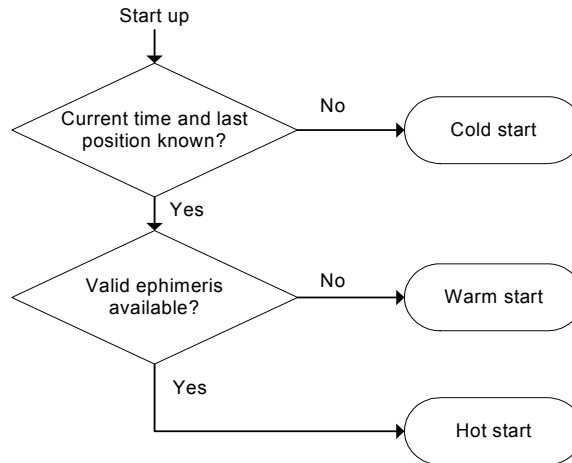 Start up
Current time and last
position known?
No
Cold start
Yes
Valid ephimeris
available?
No
Warm start
Yes
Hot start